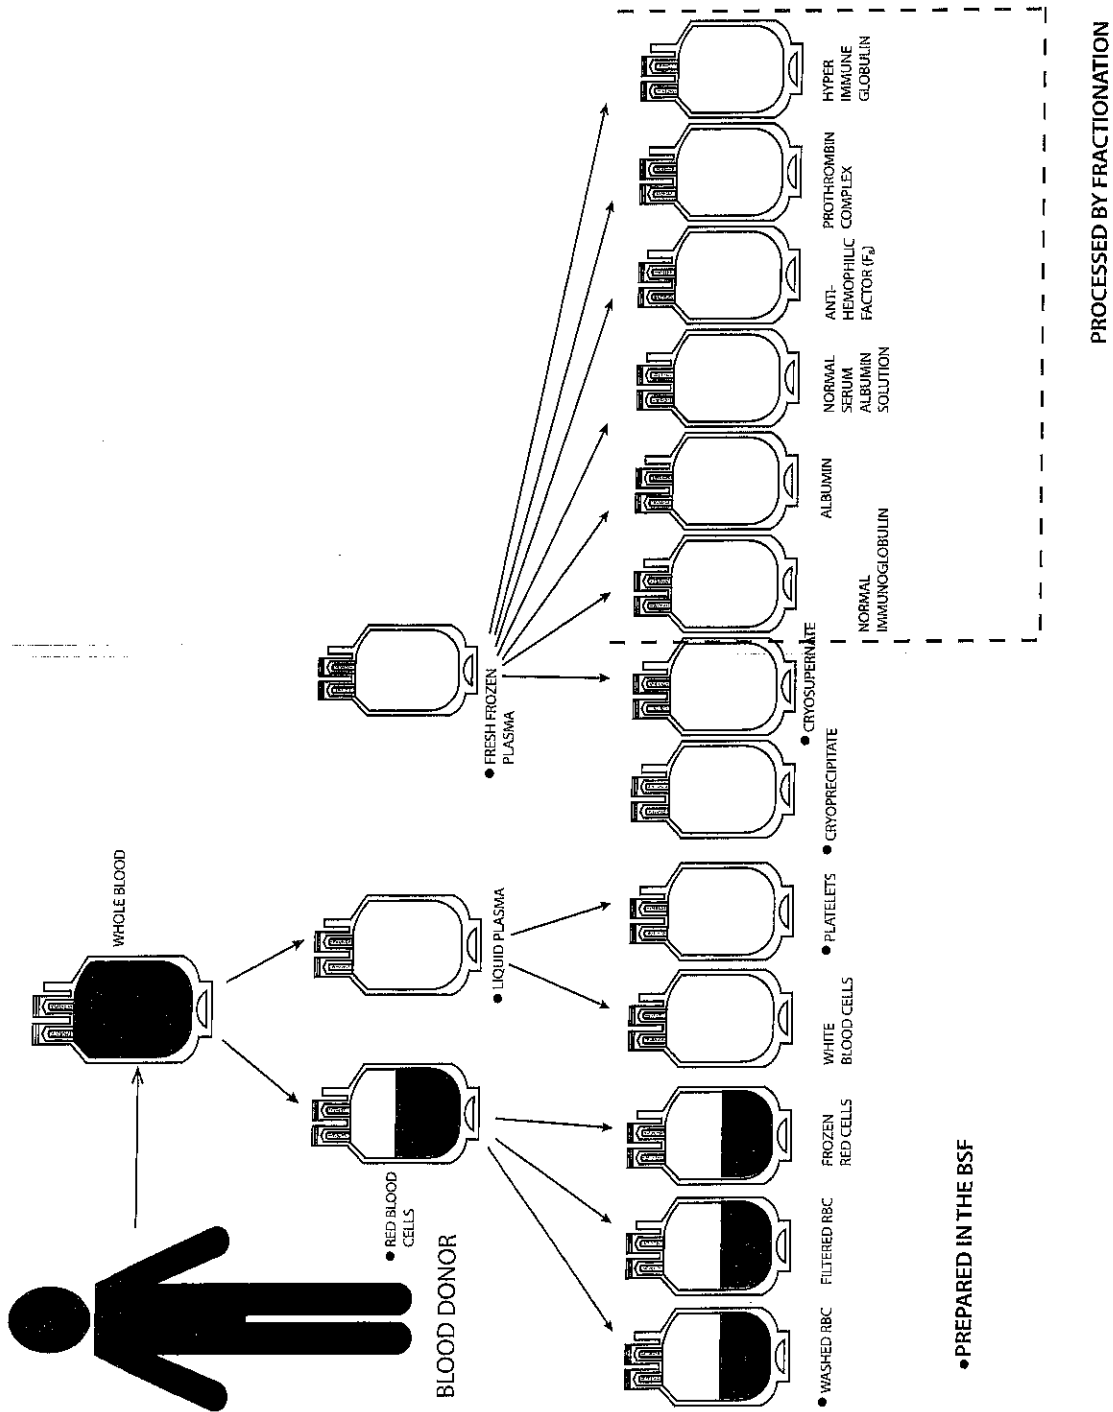 WHOLE BLOOD
BLOOD DONOR
● RED BLOOD
CELLS
● LIQUID PLASMA
● FRESH FROZEN
PLASMA
● WASHED RBC
FILTERED RBC
FROZEN
RED CELLS
WHITE
BLOOD CELLS
● PLATELETS
● CRYOPRECIPITATE
● CRYOSUPERNATE
NORMAL
IMMUNOGLOBULIN
ALBUMIN
NORMAL
SERUM
ALBUMIN
SOLUTION
ANTI-
HEMOPHILIC
FACTOR (F₈)
PROTHROMBIN
COMPLEX
HYPER
IMMUNE
GLOBULIN
● PREPARED IN THE BSF
PROCESSED BY FRACTIONATION